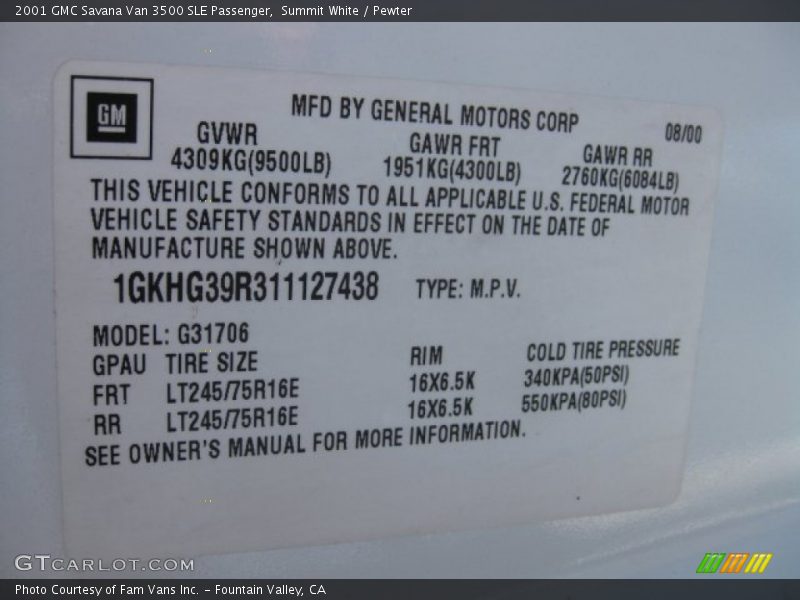 2001 GMC Savana Van 3500 SLE Passenger,  Summit White / Pewter
GM
MFD BY GENERAL MOTORS CORP
08/00
GVWR GAWR FRT GAWR RR
4309KG(9500LB) 1951KG(4300LB) 2760KG(6084LB)
THIS VEHICLE CONFORMS TO ALL APPLICABLE U.S. FEDERAL MOTOR
VEHICLE SAFETY STANDARDS IN EFFECT ON THE DATE OF
MANUFACTURE SHOWN ABOVE.
1GKHG39R311127438 TYPE: M.P.V.
MODEL: G31706
GPAU TIRE SIZE RIM COLD TIRE PRESSURE
FRT LT245/75R16E 16X6.5K 340KPA(50PSI)
RR LT245/75R16E 16X6.5K 550KPA(80PSI)
SEE OWNER'S MANUAL FOR MORE INFORMATION.
GTCARLOT.COM
Photo Courtesy of Fam Vans Inc. - Fountain Valley, CA